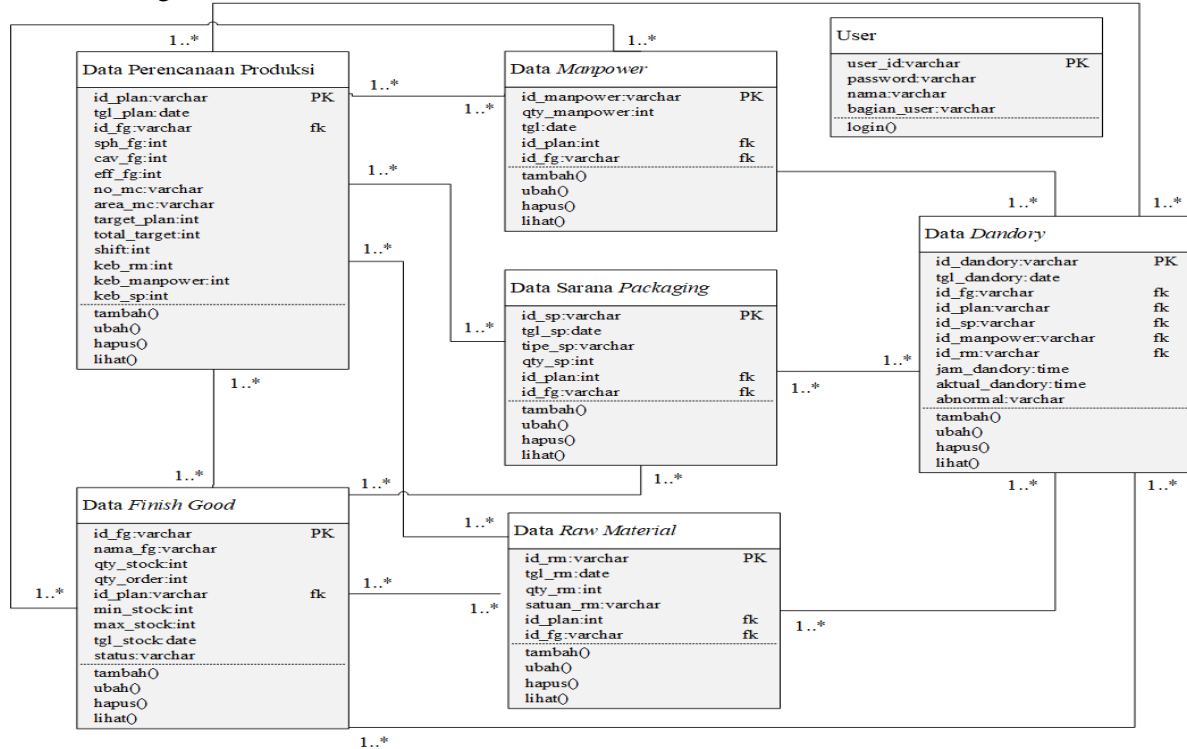 1..*
1..*
Data Perencanaan Produksi
id_plan:varchar PK
tgl_plan:date
id_fg:varchar fk
sph_fg:int
cav_fg:int
eff_fg:int
no_mc:varchar
area_mc:varchar
target_plan:int
total_target:int
shift:int
keb_rm:int
keb_manpower:int
keb_sp:int
tambah()
ubah()
hapus()
lihat()
1..*
1..*
1..*
1..*
1..*
1..*
1..*
Data Manpower
id_manpower:varchar PK
qty_manpower:int
tgl:date
id_plan:int fk
id_fg:varchar fk
tambah()
ubah()
hapus()
lihat()
User
user_id:varchar PK
password:varchar
nama:varchar
bagian_user:varchar
login()
1..*
1..*
Data Dandory
id_dandory:varchar PK
tgl_dandory:date
id_fg:varchar fk
id_plan:varchar fk
id_sp:varchar fk
id_manpower:varchar fk
id_rm:varchar fk
jam_dandory:time
aktual_dandory:time
abnormal:varchar
tambah()
ubah()
hapus()
lihat()
1..*
1..*
1..*
1..*
Data Sarana Packaging
id_sp:varchar PK
tgl_sp:date
tipe_sp:varchar
qty_sp:int
id_plan:int fk
id_fg:varchar fk
tambah()
ubah()
hapus()
lihat()
1..*
1..*
1..*
1..*
Data Finish Good
id_fg:varchar PK
nama_fg:varchar
qty_stock:int
qty_order:int
id_plan:varchar fk
min_stock:int
max_stock:int
tgl_stock:date
status:varchar
tambah()
ubah()
hapus()
lihat()
1..*
1..*
1..*
1..*
Data Raw Material
id_rm:varchar PK
tgl_rm:date
qty_rm:int
satuan_rm:varchar
id_plan:int fk
id_fg:varchar fk
tambah()
ubah()
hapus()
lihat()
1..*
1..*